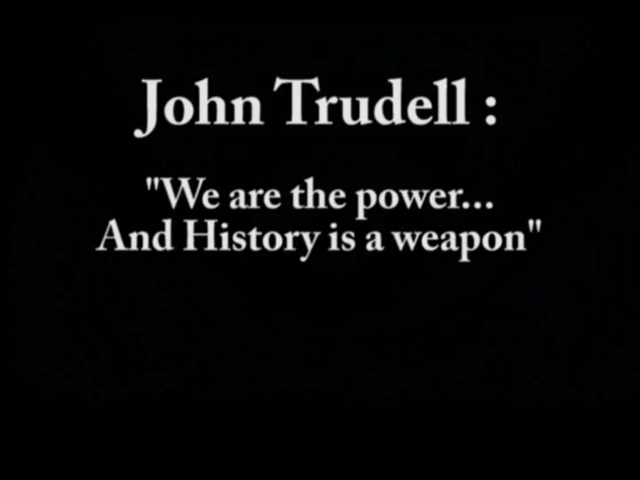 John Trudell :
"We are the power...
And History is a weapon"